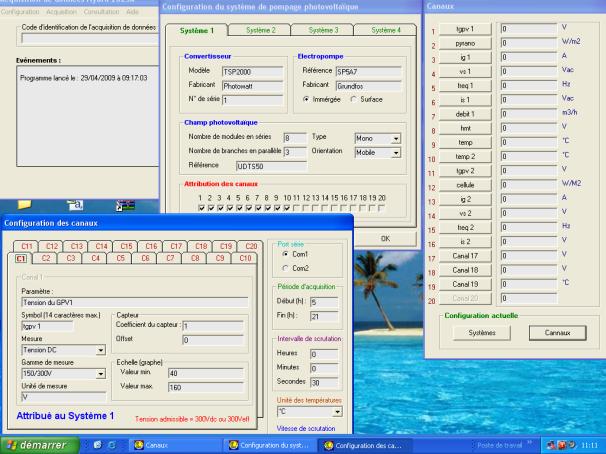 Acquisition de données Hydra 2625A
Configuration Acquisition Consultation Aide
Code d'identification de l'acquisition de données
Evénements :
Programme lancé le : 29/04/2009 à 09:17:03
Configuration du système de pompage photovoltaïque
Système 1 Système 2 Système 3 Système 4
Convertisseur
Modèle TSP2000
Fabricant Photowatt
N° de série 1
Electropompe
Référence SP5A7
Fabricant Grundfos
Immérgée Surface
Champ photovoltaïque
Nombre de modules en séries 8 Type Mono
Nombre de branches en parallèle 3 Orientation Mobile
Référence UDTS50
Attribution des canaux
1 2 3 4 5 6 7 8 9 10 11 12 13 14 15 16 17 18 19 20
OK
Canaux
1 tgpv 1 0 V
2 pyrano 0 W/m2
3 ig 1 0 A
4 vs 1 0 Vac
5 freq 1 0 Hz
6 is 1 0 Vac
7 debit 1 0 m3/h
8 hmt 0 V
9 temp 0 °C
10 temp 2 0 °C
11 tgpv 2 0 V
12 cellule 0 W/M2
13 ig 2 0 A
14 vs 2 0 V
15 freq 2 0 Hz
16 is 2 0 V
17 Canal 17 0 V
18 Canal 18 0 V
19 Canal 19 0 °C
20 Canal 20 0
Configuration actuelle
Systèmes Cannaux
Configuration des canaux
C11 C12 C13 C14 C15 C16 C17 C18 C19 C20
C1 C2 C3 C4 C5 C6 C7 C8 C9 C10
Canal 1
Paramètre :
Tension du GPV1
Symbol (14 caractères max.)
tgpv 1
Mesure
Tension DC
Gamme de mesure
150/300V
Unité de mesure
V
Capteur
Coefficient du capteur : 1
Offset 0
Echelle (graphe)
Valeur min. 40
Valeur max. 160
Attribué au Système 1
Tension admissible = 300Vdc ou 300Veff
Port série
Com1
Com2
Période d'acquisition
Début (h) : 5
Fin (h) : 21
Intervalle de scrutation
Heures 0
Minutes 0
Secondes 30
Unité des températures
°C
Vitesse de scrutation
démarrer
Canaux
Configuration du syst...
Configuration des ca...
Poste de travail »
11:11